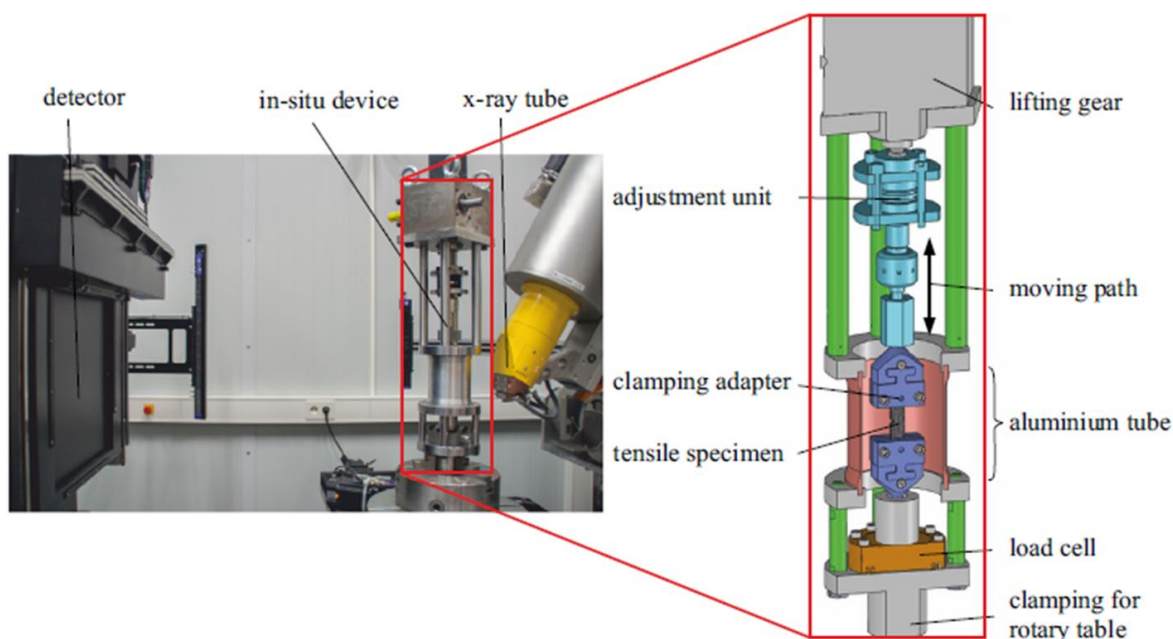 detector
in-situ device
x-ray tube
lifting gear
adjustment unit
moving path
clamping adapter
tensile specimen
aluminium tube
load cell
clamping for
rotary table